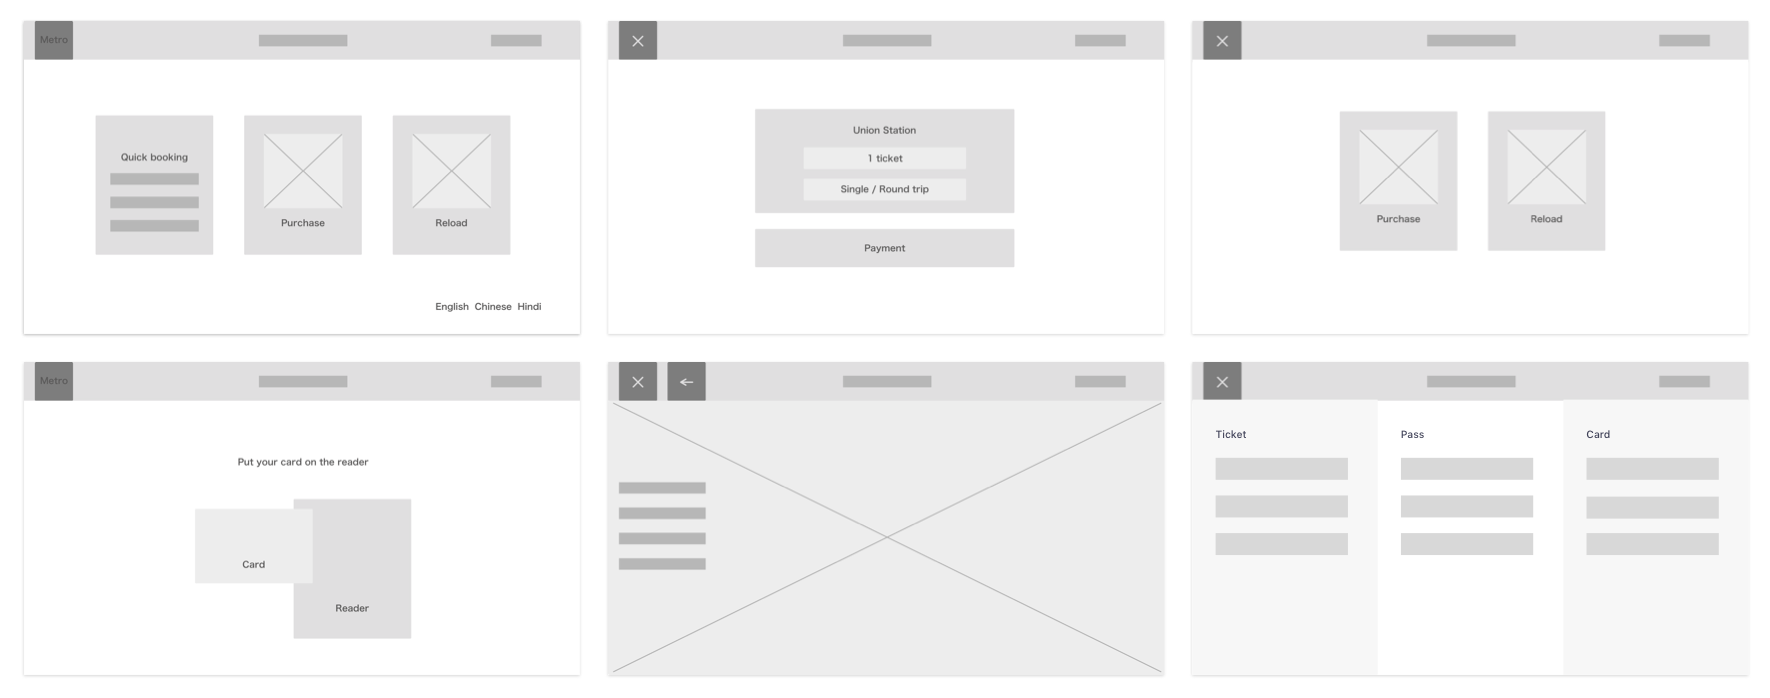 Metro
Quick booking
Purchase
Reload
English Chinese Hindi
Union Station
1 ticket
Single / Round trip
Payment
Purchase
Reload
Metro
Put your card on the reader
Card
Reader
Ticket
Pass
Card